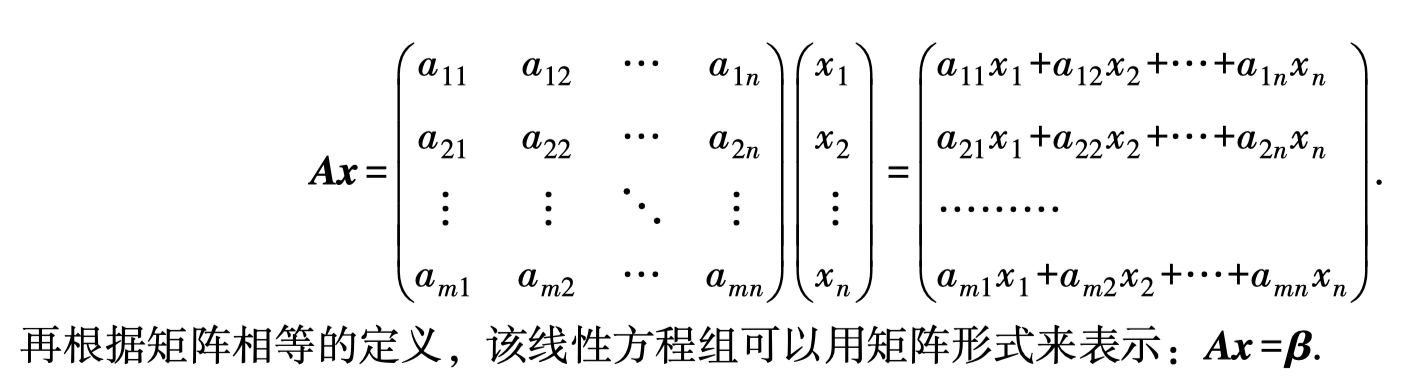 $$\boldsymbol{Ax}=\begin{pmatrix} a_{11} & a_{12} & \cdots & a_{1n} \\ a_{21} & a_{22} & \cdots & a_{2n} \\ \vdots & \vdots & \ddots & \vdots \\ a_{m1} & a_{m2} & \cdots & a_{mn} \end{pmatrix}\begin{pmatrix} x_1 \\ x_2 \\ \vdots \\ x_n \end{pmatrix}=\begin{pmatrix} a_{11}x_1+a_{12}x_2+\cdots+a_{1n}x_n \\ a_{21}x_1+a_{22}x_2+\cdots+a_{2n}x_n \\ \cdots\cdots\cdots \\ a_{m1}x_1+a_{m2}x_2+\cdots+a_{mn}x_n \end{pmatrix}.$$
再根据矩阵相等的定义，该线性方程组可以用矩阵形式来表示：$\boldsymbol{Ax}=\boldsymbol{\beta}$.